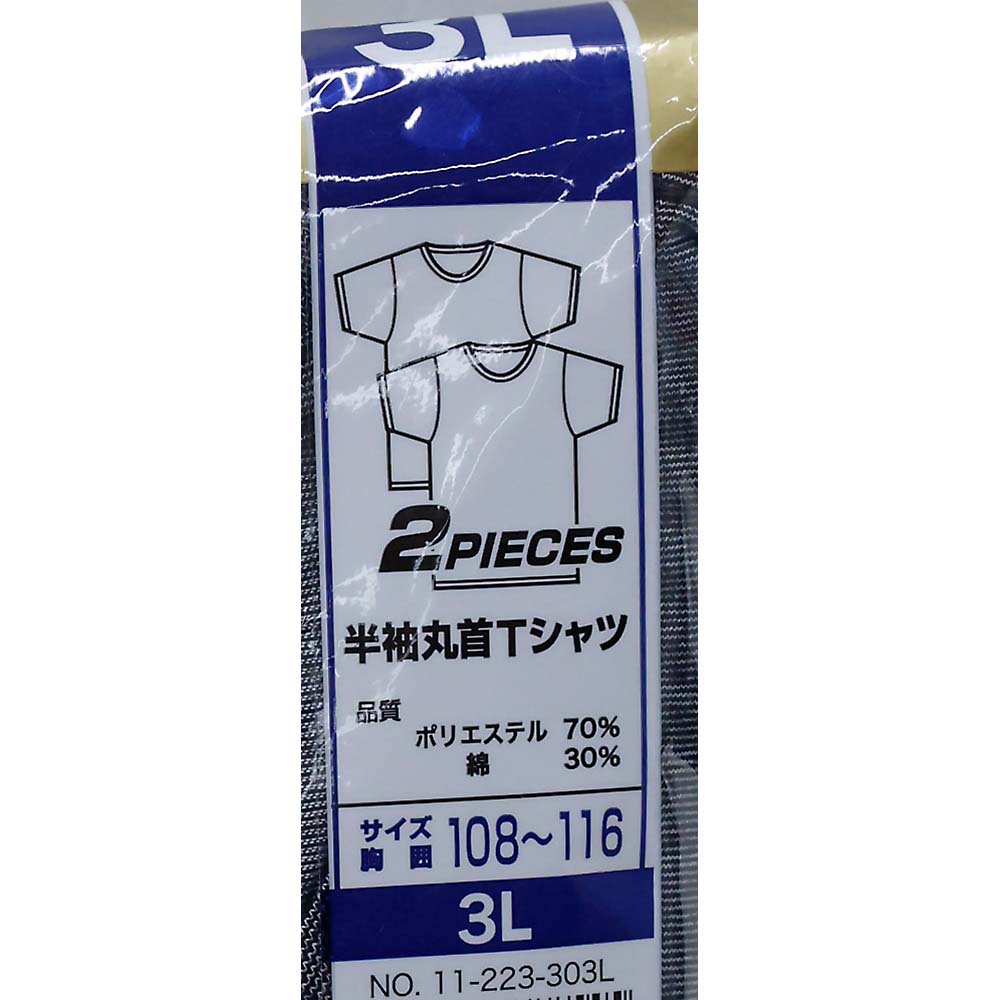 3L
2 PIECES
半袖丸首Tシャツ
品質
ポリエステル 70%
綿 30%
サイズ
胸囲 108〜116
3L
NO. 11-223-303L